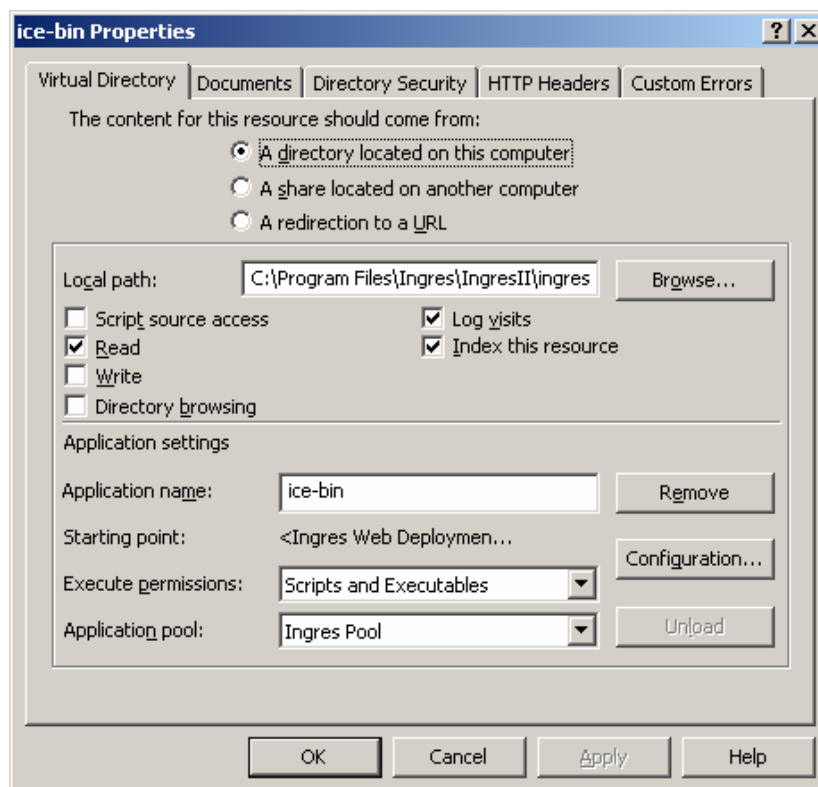 ice-bin Properties
Virtual Directory Documents Directory Security HTTP Headers Custom Errors
The content for this resource should come from:
A directory located on this computer
A share located on another computer
A redirection to a URL
Local path: C:\Program Files\Ingres\IngresII\ingres Browse...
Script source access Log visits
Read Index this resource
Write
Directory browsing
Application settings
Application name: ice-bin Remove
Starting point: <Ingres Web Deploymen...
Configuration...
Execute permissions: Scripts and Executables
Application pool: Ingres Pool Unload
OK Cancel Apply Help